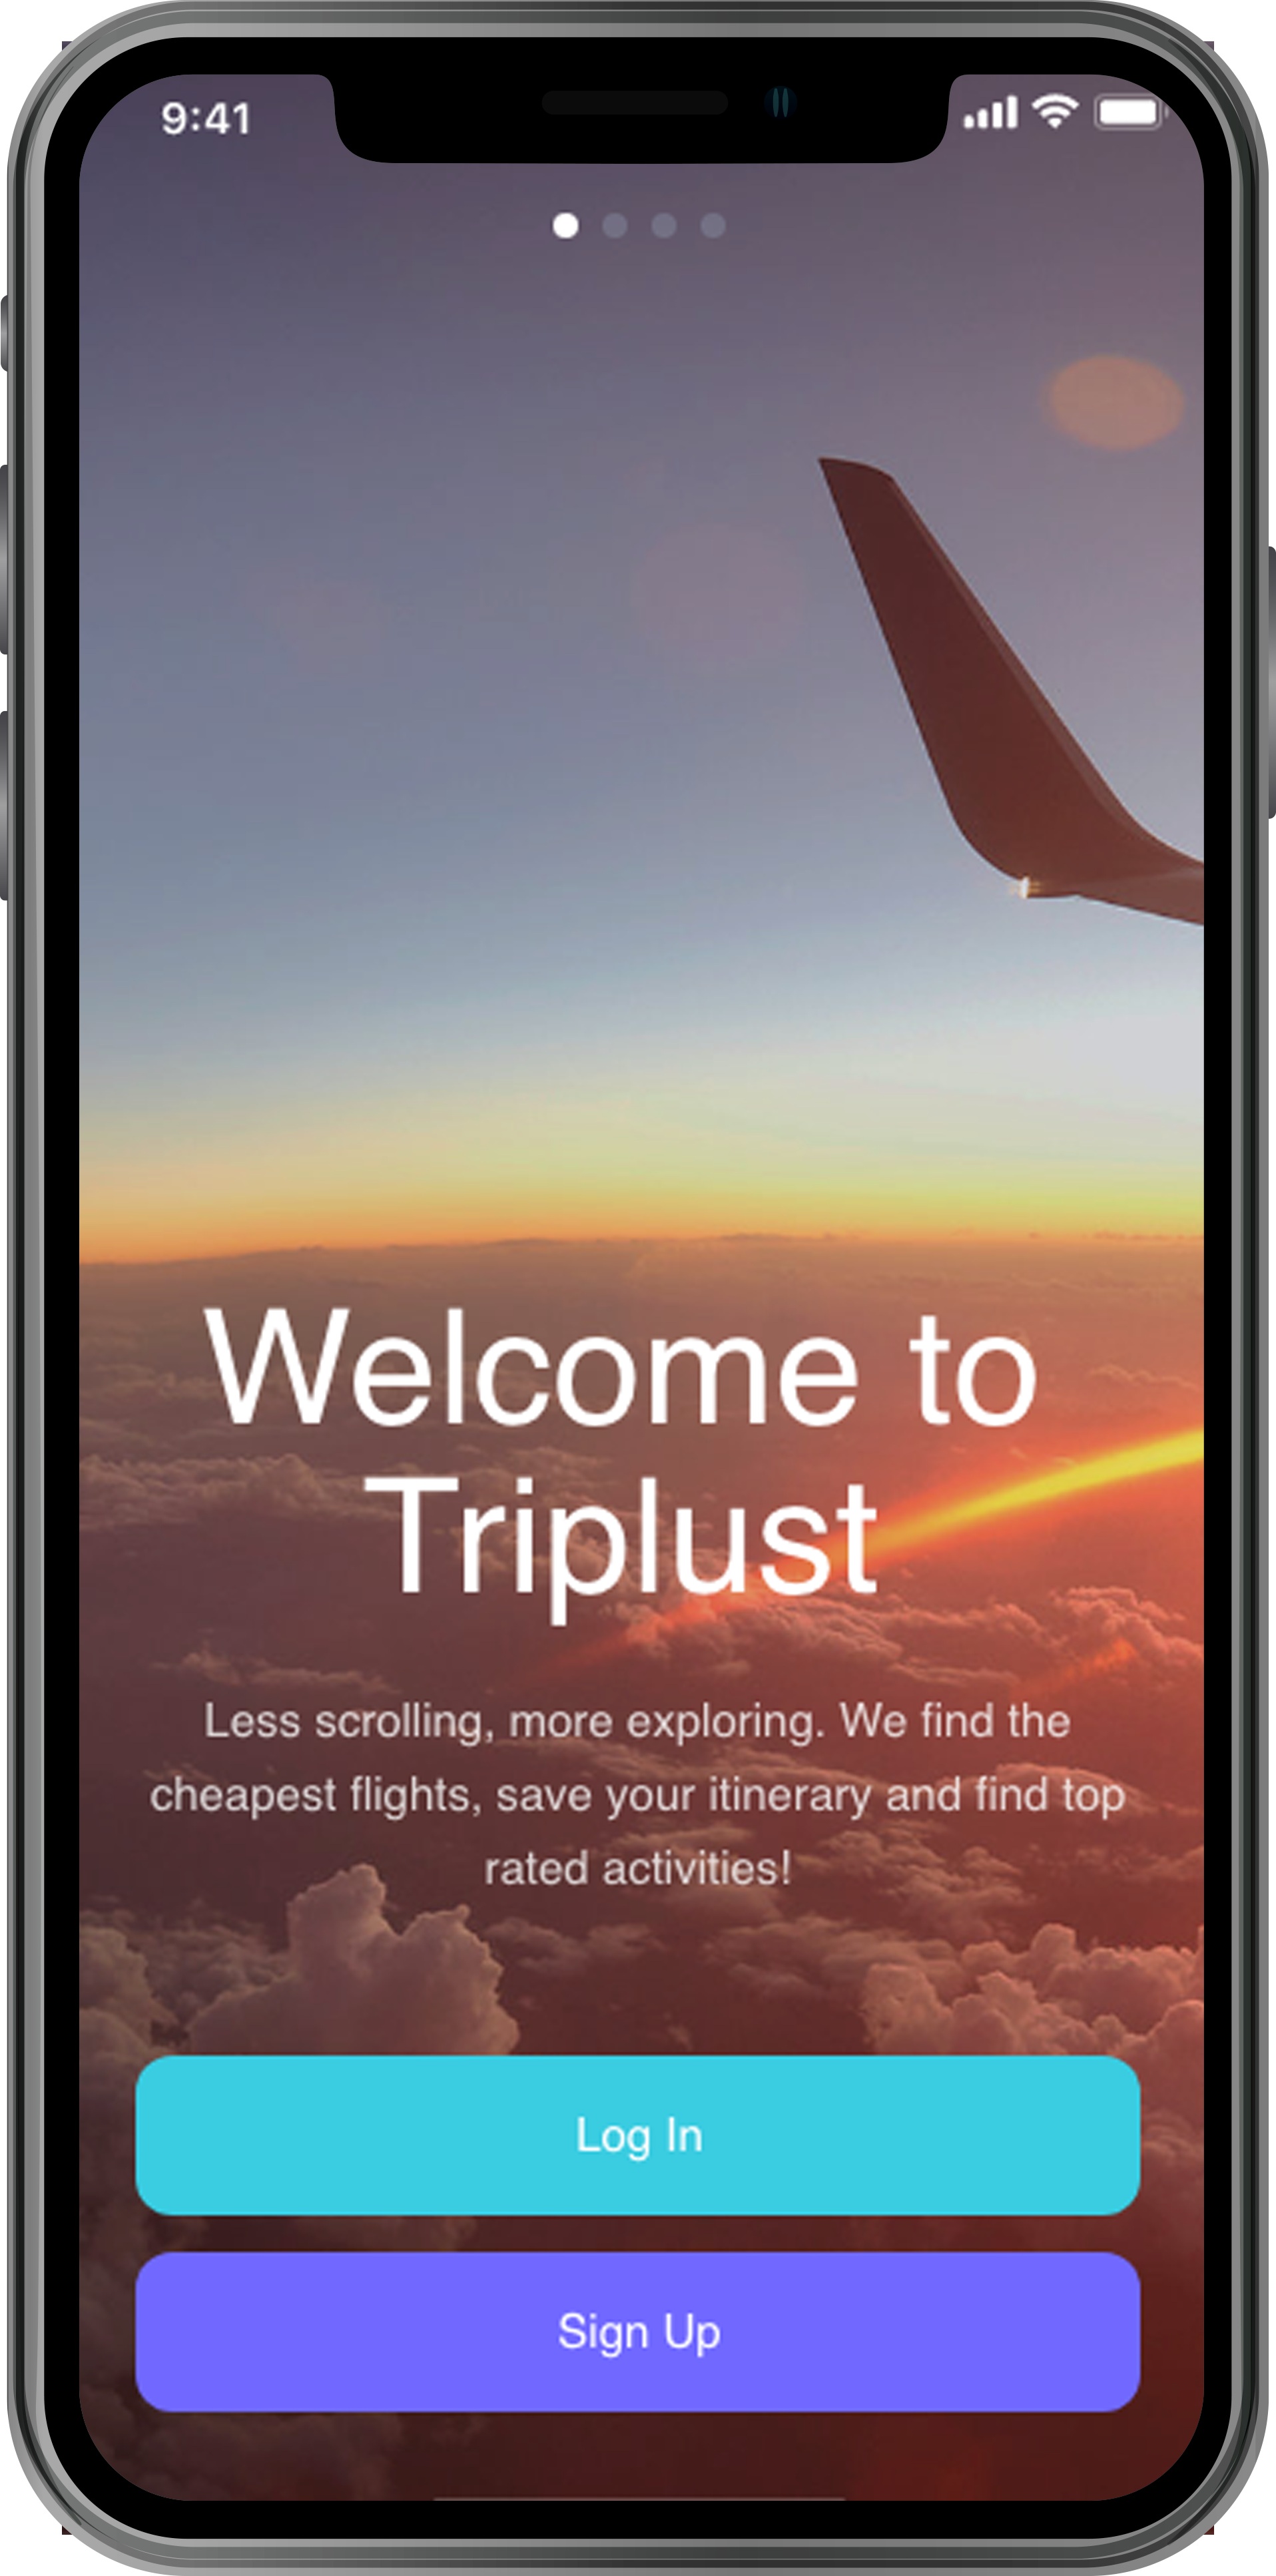 9:41
Welcome to
Triplust
Less scrolling, more exploring. We find the
cheapest flights, save your itinerary and find top
rated activities!
Log In
Sign Up